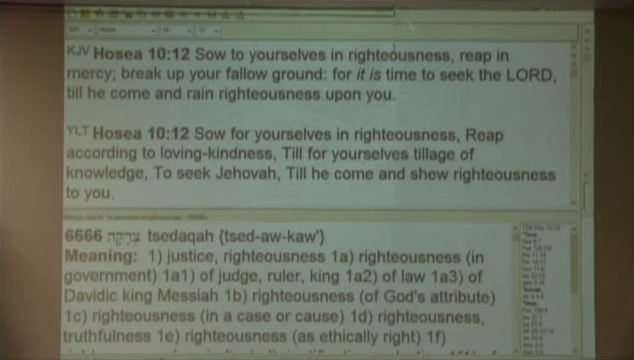 KJV Hosea 10:12 Sow to yourselves in righteousness, reap in
mercy; break up your fallow ground: for it is time to seek the LORD,
till he come and rain righteousness upon you.
YLT Hosea 10:12 Sow for yourselves in righteousness, Reap
according to loving-kindness, Till for yourselves tillage of
knowledge, To seek Jehovah, Till he come and shew righteousness
to you.
6666 צְדָקָה tsedaqah {tsed-aw-kaw'}
Meaning: 1) justice, righteousness 1a) righteousness (in
government) 1a1) of judge, ruler, king 1a2) of law 1a3) of
Davidic king Messiah 1b) righteousness (of God's attribute)
1c) righteousness (in a case or cause) 1d) righteousness,
truthfulness 1e) righteousness (as ethically right) 1f)